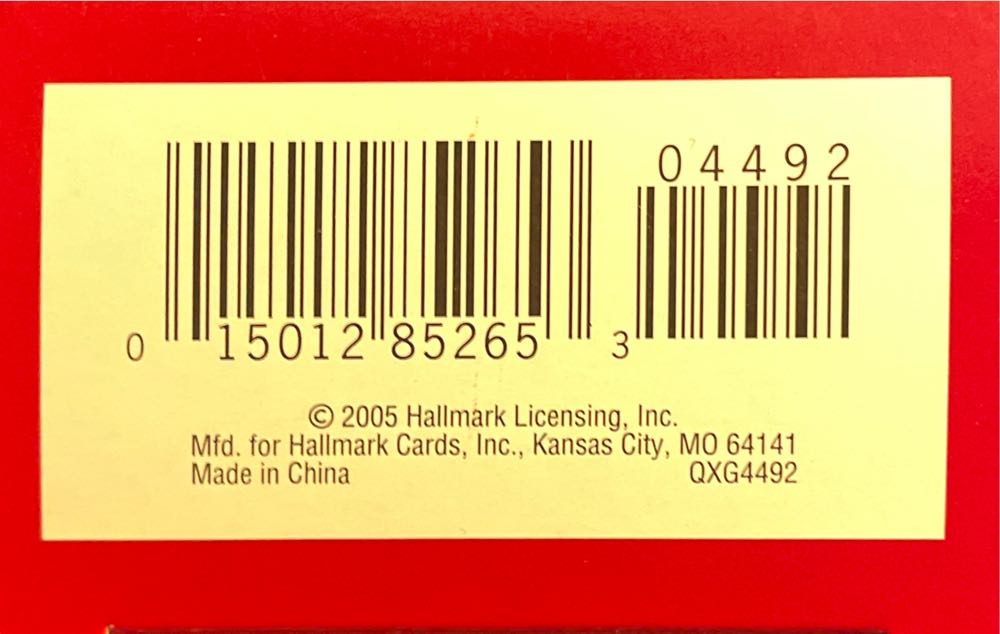 04492
0 15012 85265 3
© 2005 Hallmark Licensing, Inc.
Mfd. for Hallmark Cards, Inc., Kansas City, MO 64141
Made in China QXG4492